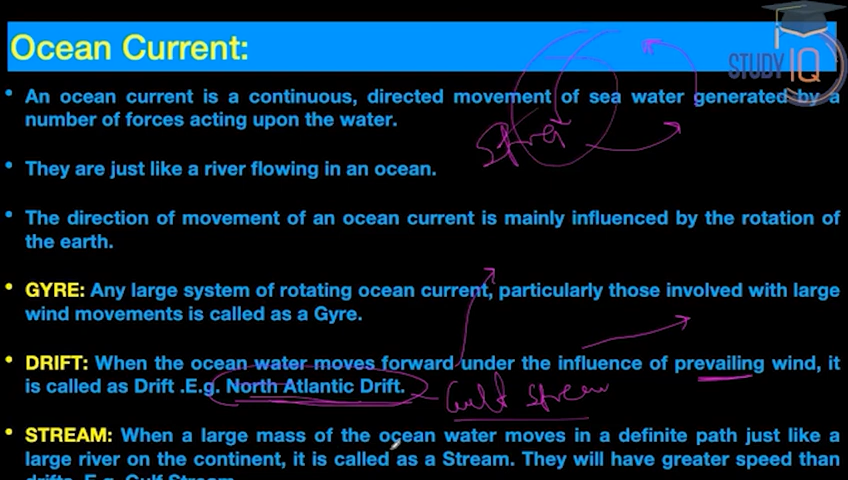 Ocean Current:
STUDY IQ
• An ocean current is a continuous, directed movement of sea water generated by a
number of forces acting upon the water.
• They are just like a river flowing in an ocean.
• The direction of movement of an ocean current is mainly influenced by the rotation of
the earth.
• GYRE: Any large system of rotating ocean current, particularly those involved with large
wind movements is called as a Gyre.
• DRIFT: When the ocean water moves forward under the influence of prevailing wind, it
is called as Drift .E.g. North Atlantic Drift.
Gulf Stream
• STREAM: When a large mass of the ocean water moves in a definite path just like a
large river on the continent, it is called as a Stream. They will have greater speed than
drifts. E.g. Gulf Stream